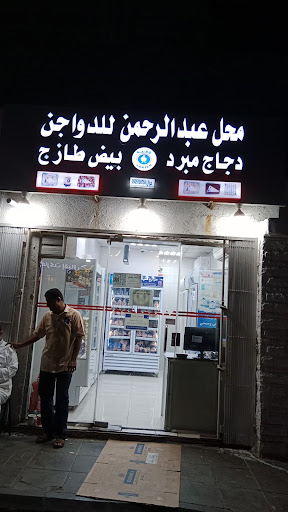 محل عبدالرحمن للدواجن
دجاج مبرد بيض طازج